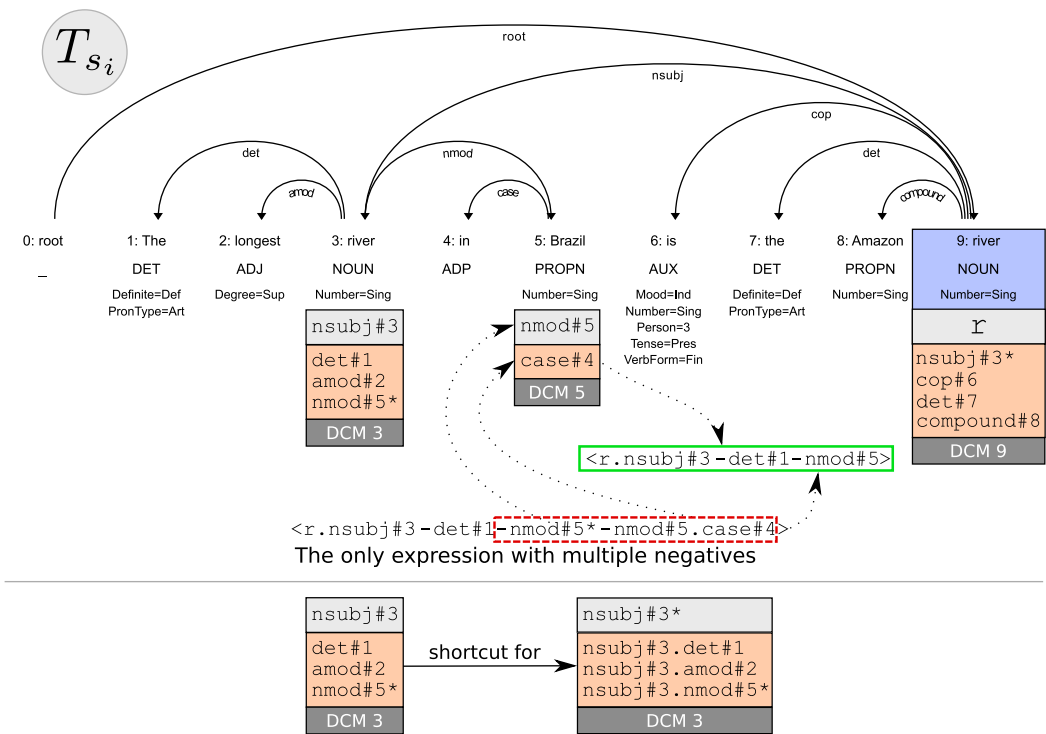 T_{s_i}
root
nsubj
cop
det
nmod
det
amod
case
compound
0: root
1: The
2: longest
3: river
4: in
5: Brazil
6: is
7: the
8: Amazon
9: river
_
DET
ADJ
NOUN
ADP
PROPN
AUX
DET
PROPN
NOUN
Definite=Def
PronType=Art
Degree=Sup
Number=Sing
Number=Sing
Mood=Ind
Number=Sing
Person=3
Tense=Pres
VerbForm=Fin
Definite=Def
PronType=Art
Number=Sing
Number=Sing
nsubj#3
det#1
amod#2
nmod#5*
DCM 3
nmod#5
case#4
DCM 5
r
nsubj#3*
cop#6
det#7
compound#8
DCM 9
<r.nsubj#3-det#1-nmod#5>
<r.nsubj#3-det#1-nmod#5*-nmod#5.case#4>
The only expression with multiple negatives
nsubj#3
det#1
amod#2
nmod#5*
DCM 3
shortcut for
nsubj#3*
nsubj#3.det#1
nsubj#3.amod#2
nsubj#3.nmod#5*
DCM 3